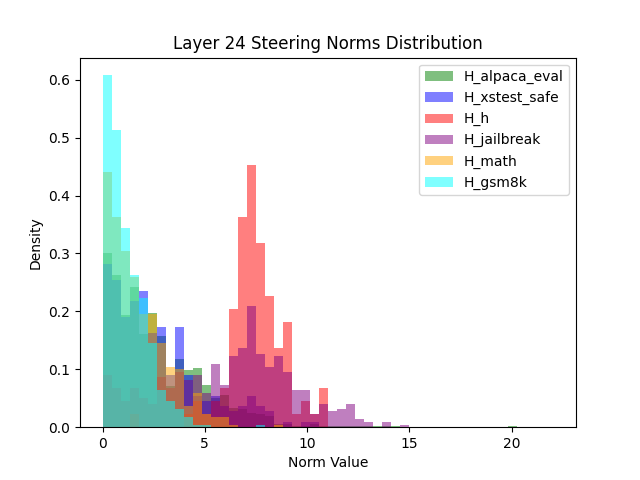 Layer 24 Steering Norms Distribution
H_alpaca_eval
H_xstest_safe
H_h
H_jailbreak
H_math
H_gsm8k
0.6
0.5
0.4
0.3
0.2
0.1
0.0
Density
0 5 10 15 20
Norm Value